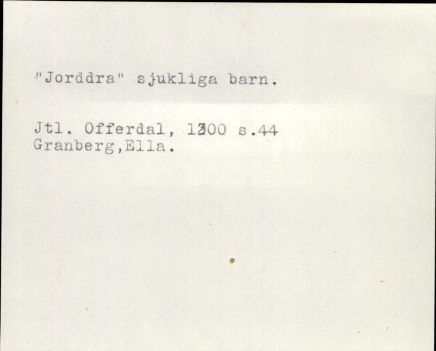 "Jorddra" sjukliga barn.
Jtl. Offerdal, 1300 s.44
Granberg,Ella.